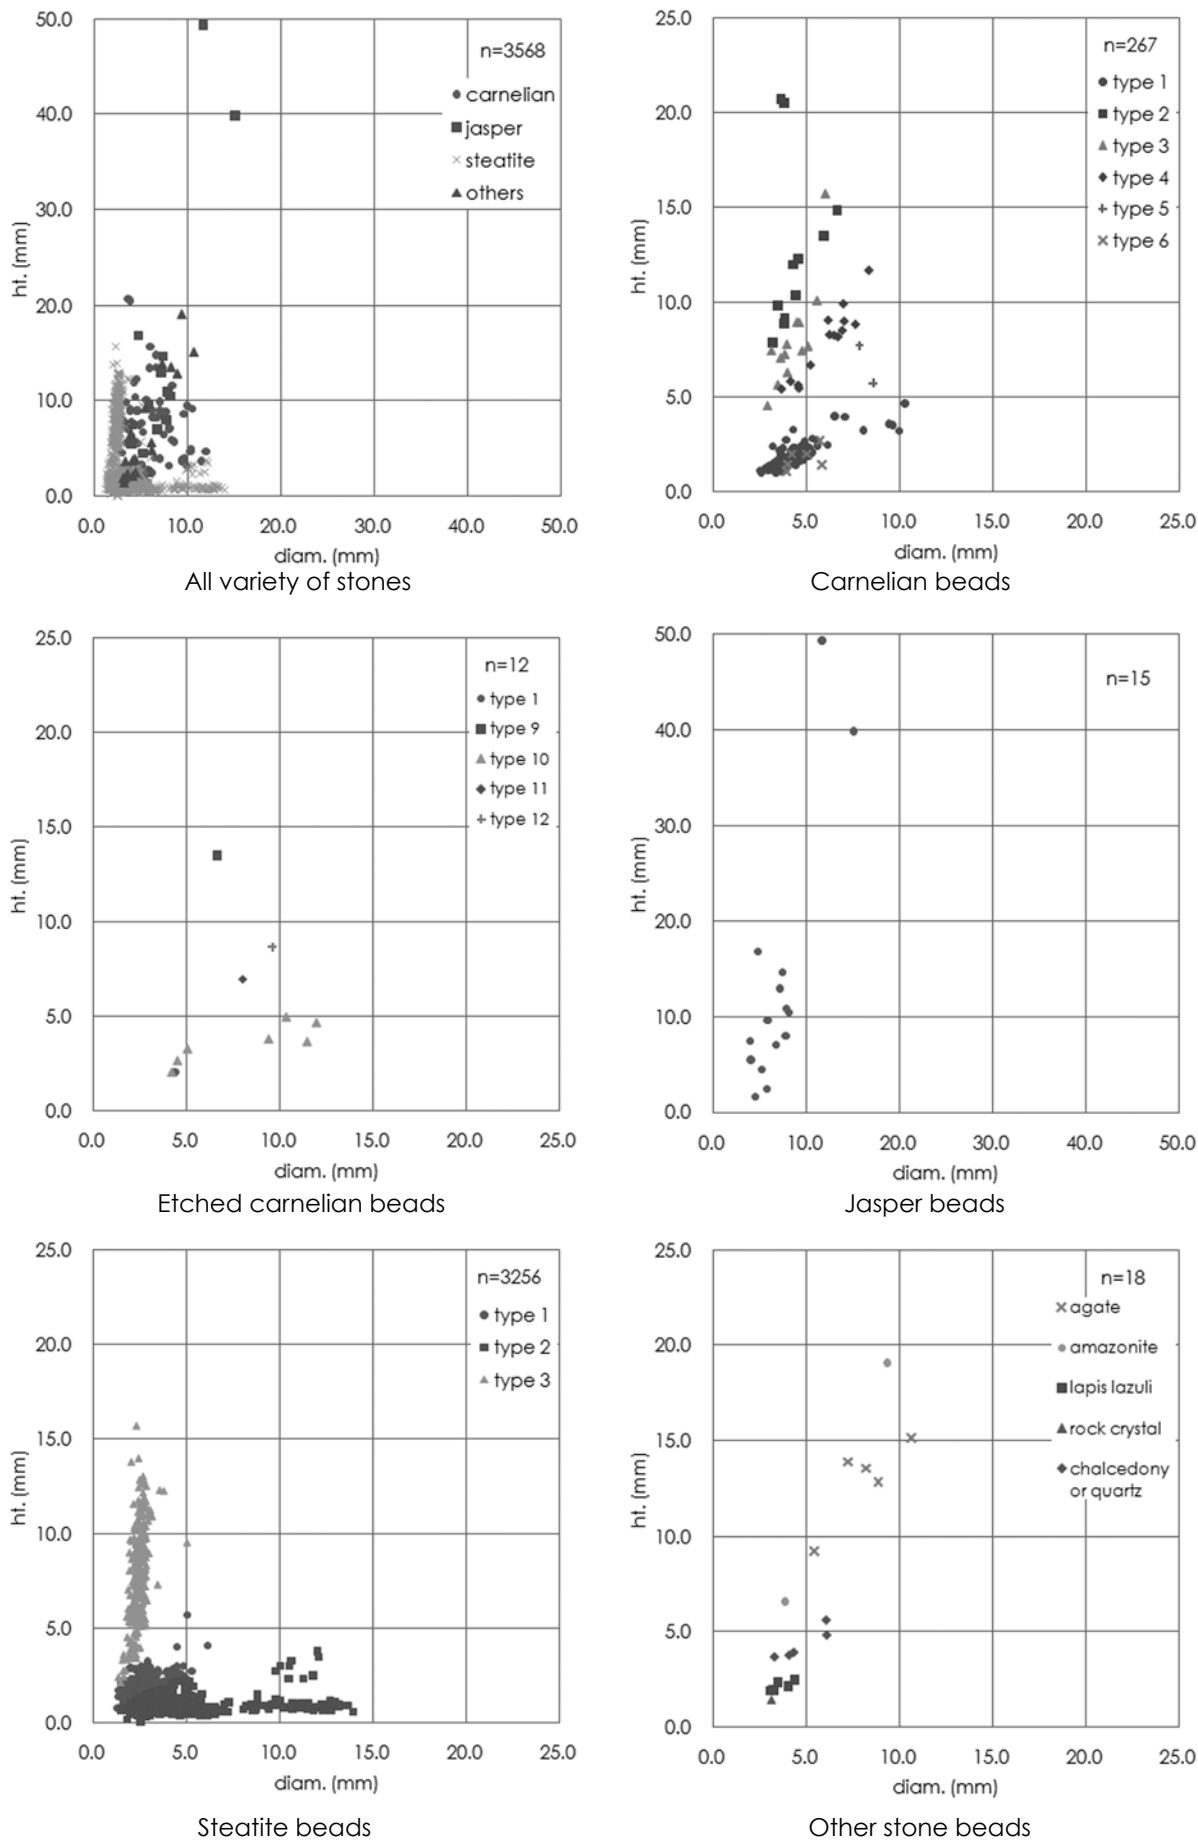 50.0
40.0
30.0
20.0
10.0
0.0
ht. (mm)
n=3568
carnelian
jasper
steatite
others
0.0 10.0 20.0 30.0 40.0 50.0
diam. (mm)
All variety of stones
25.0
20.0
15.0
10.0
5.0
0.0
ht. (mm)
n=267
type 1
type 2
type 3
type 4
type 5
type 6
0.0 5.0 10.0 15.0 20.0 25.0
diam. (mm)
Carnelian beads
25.0
20.0
15.0
10.0
5.0
0.0
ht. (mm)
n=12
type 1
type 9
type 10
type 11
type 12
0.0 5.0 10.0 15.0 20.0 25.0
diam. (mm)
Etched carnelian beads
50.0
40.0
30.0
20.0
10.0
0.0
ht. (mm)
n=15
0.0 10.0 20.0 30.0 40.0 50.0
diam. (mm)
Jasper beads
25.0
20.0
15.0
10.0
5.0
0.0
ht. (mm)
n=3256
type 1
type 2
type 3
0.0 5.0 10.0 15.0 20.0 25.0
diam. (mm)
Steatite beads
25.0
20.0
15.0
10.0
5.0
0.0
ht. (mm)
n=18
agate
amazonite
lapis lazuli
rock crystal
chalcedony
or quartz
0.0 5.0 10.0 15.0 20.0 25.0
diam. (mm)
Other stone beads